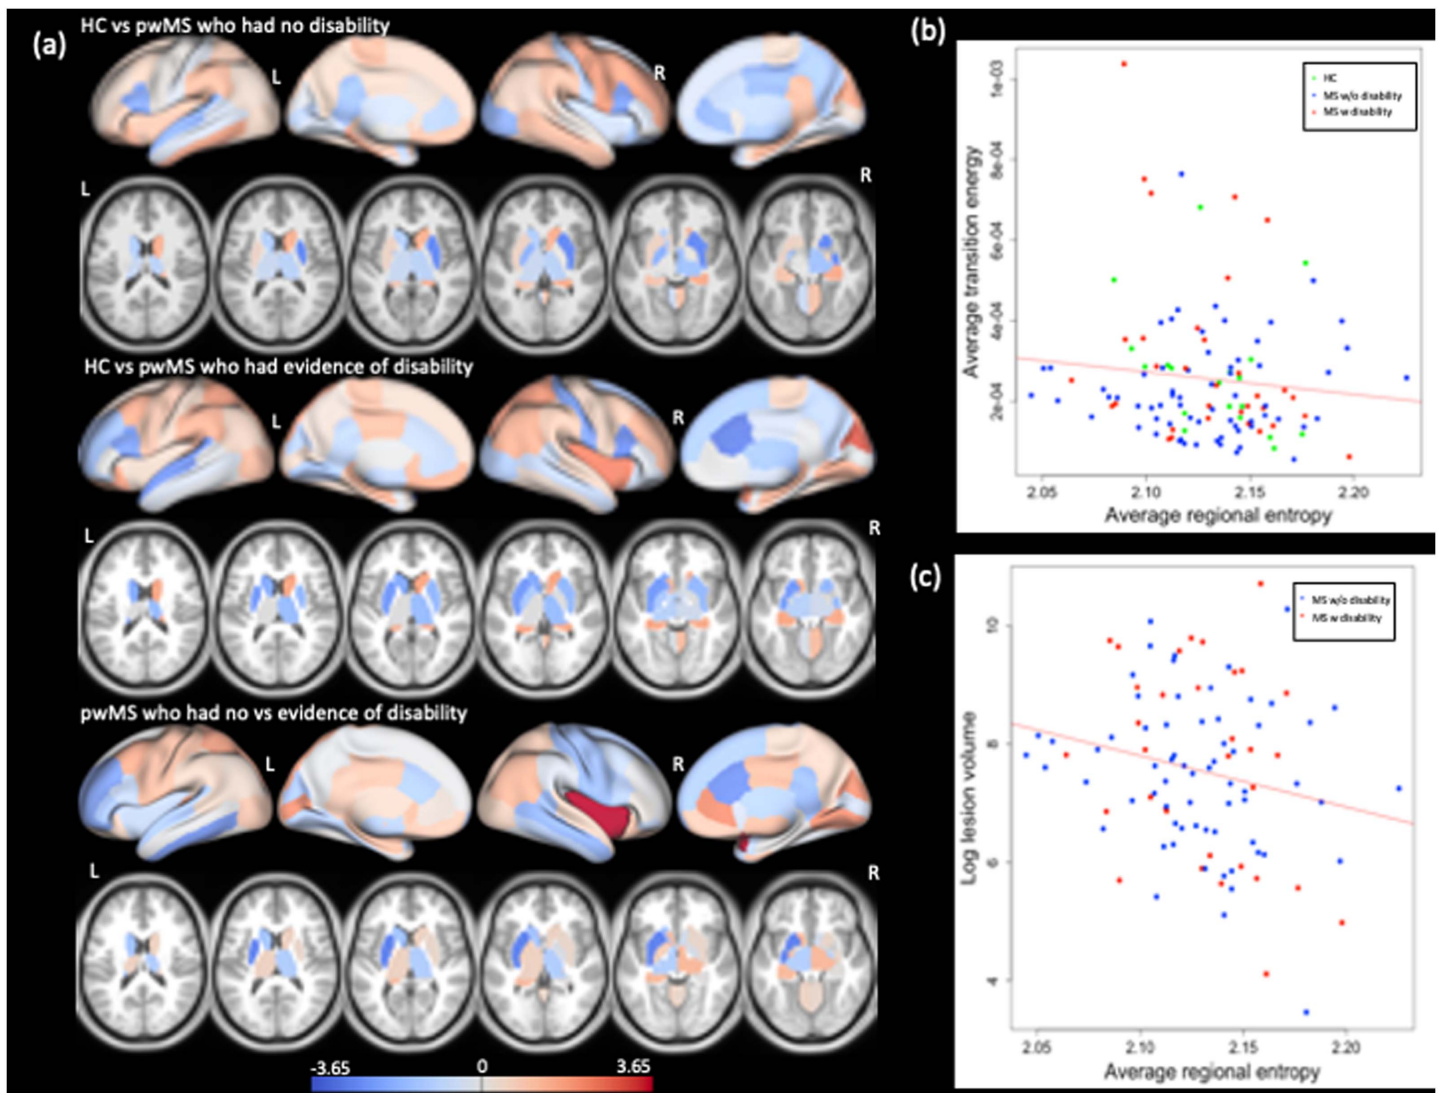 (a)
HC vs pwMS who had no disability
L
R
L
R
HC vs pwMS who had evidence of disability
L
R
L
R
pwMS who had no vs evidence of disability
L
R
L
R
-3.65 0 3.65
(b)
HC
MS w/o disability
MS w disability
Average transition energy
1e-03
8e-04
6e-04
4e-04
2e-04
2.05 2.10 2.15 2.20
Average regional entropy
(c)
MS w/o disability
MS w disability
Log lesion volume
10
8
6
4
2.05 2.10 2.15 2.20
Average regional entropy